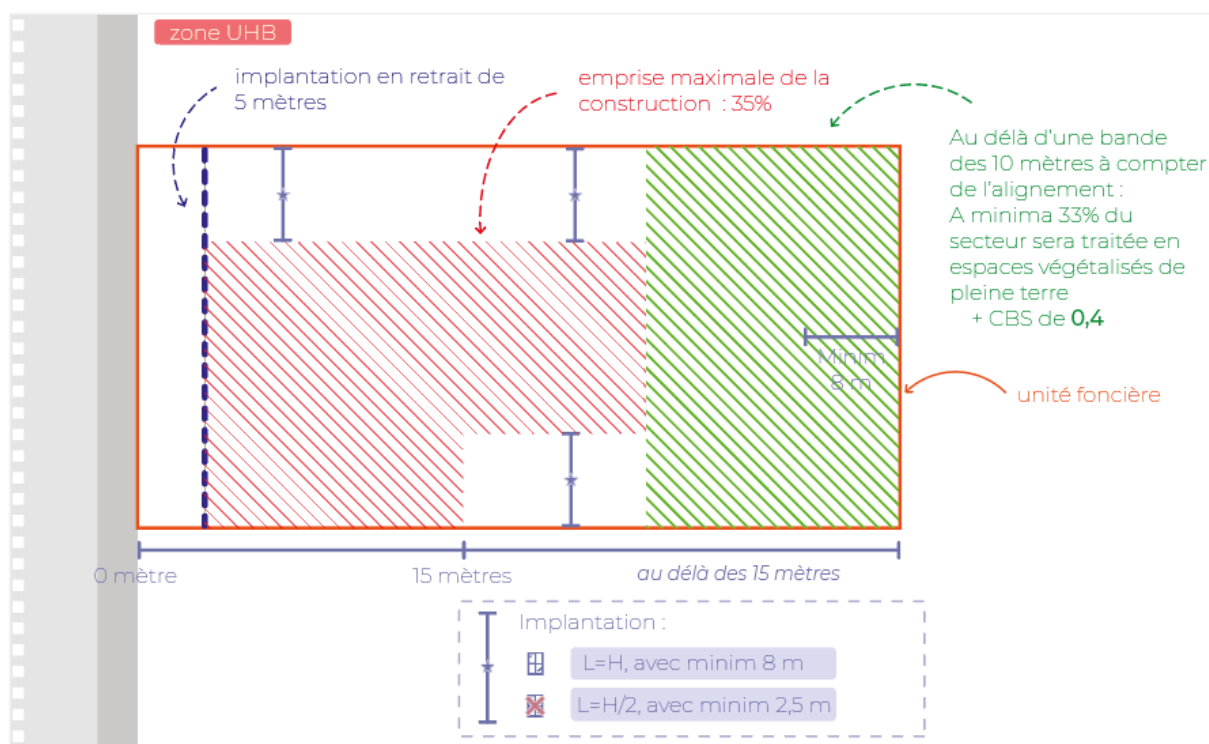 zone UHB
implantation en retrait de
5 mètres
emprise maximale de la
construction : 35%
Au délà d'une bande
des 10 mètres à compter
de l'alignement :
A minima 33% du
secteur sera traitée en
espaces végétalisés de
pleine terre
+ CBS de 0,4
Minim
8 m
unité foncière
0 mètre
15 mètres
au délà des 15 mètres
Implantation :
L=H, avec minim 8 m
L=H/2, avec minim 2,5 m